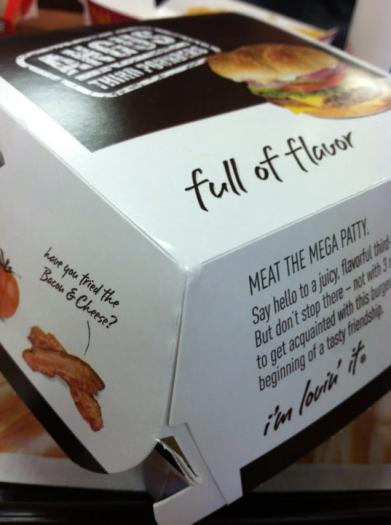 ANGUS
THIRD POUNDERS
full of flavor
have you tried the
Bacon & Cheese?
MEAT THE MEGA PATTY.
Say hello to a juicy, flavorful third
But don't stop there – not with 3
to get acquainted with this burger
beginning of a tasty friendship.
i'm lovin' it®